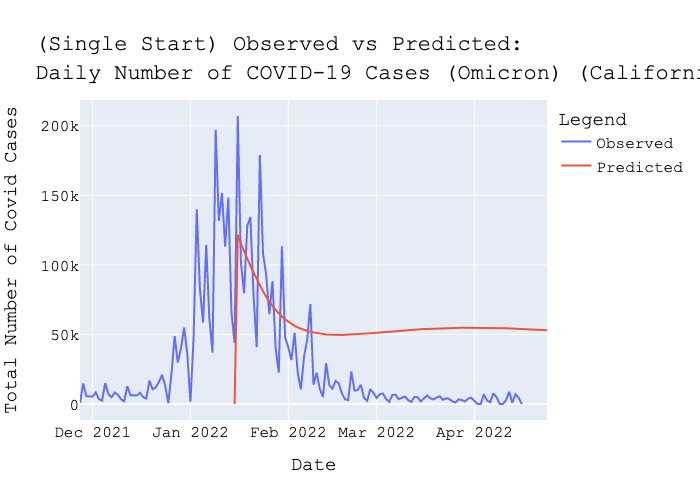 (Single Start) Observed vs Predicted:
Daily Number of COVID-19 Cases (Omicron) (Californi
Legend
Observed
Predicted
Total Number of Covid Cases
200k
150k
100k
50k
0
Dec 2021
Jan 2022
Feb 2022
Mar 2022
Apr 2022
Date